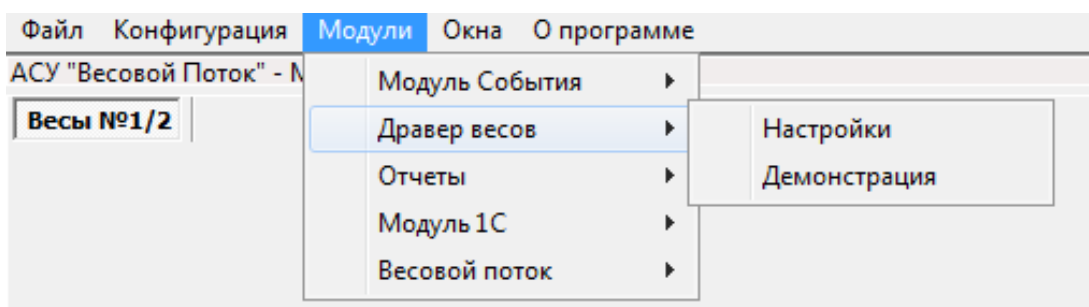 Файл Конфигурация Модули Окна О программе
АСУ "Весовой Поток" - М
Весы №1/2
Модуль События
Дравер весов
Отчеты
Модуль 1С
Весовой поток
Настройки
Демонстрация